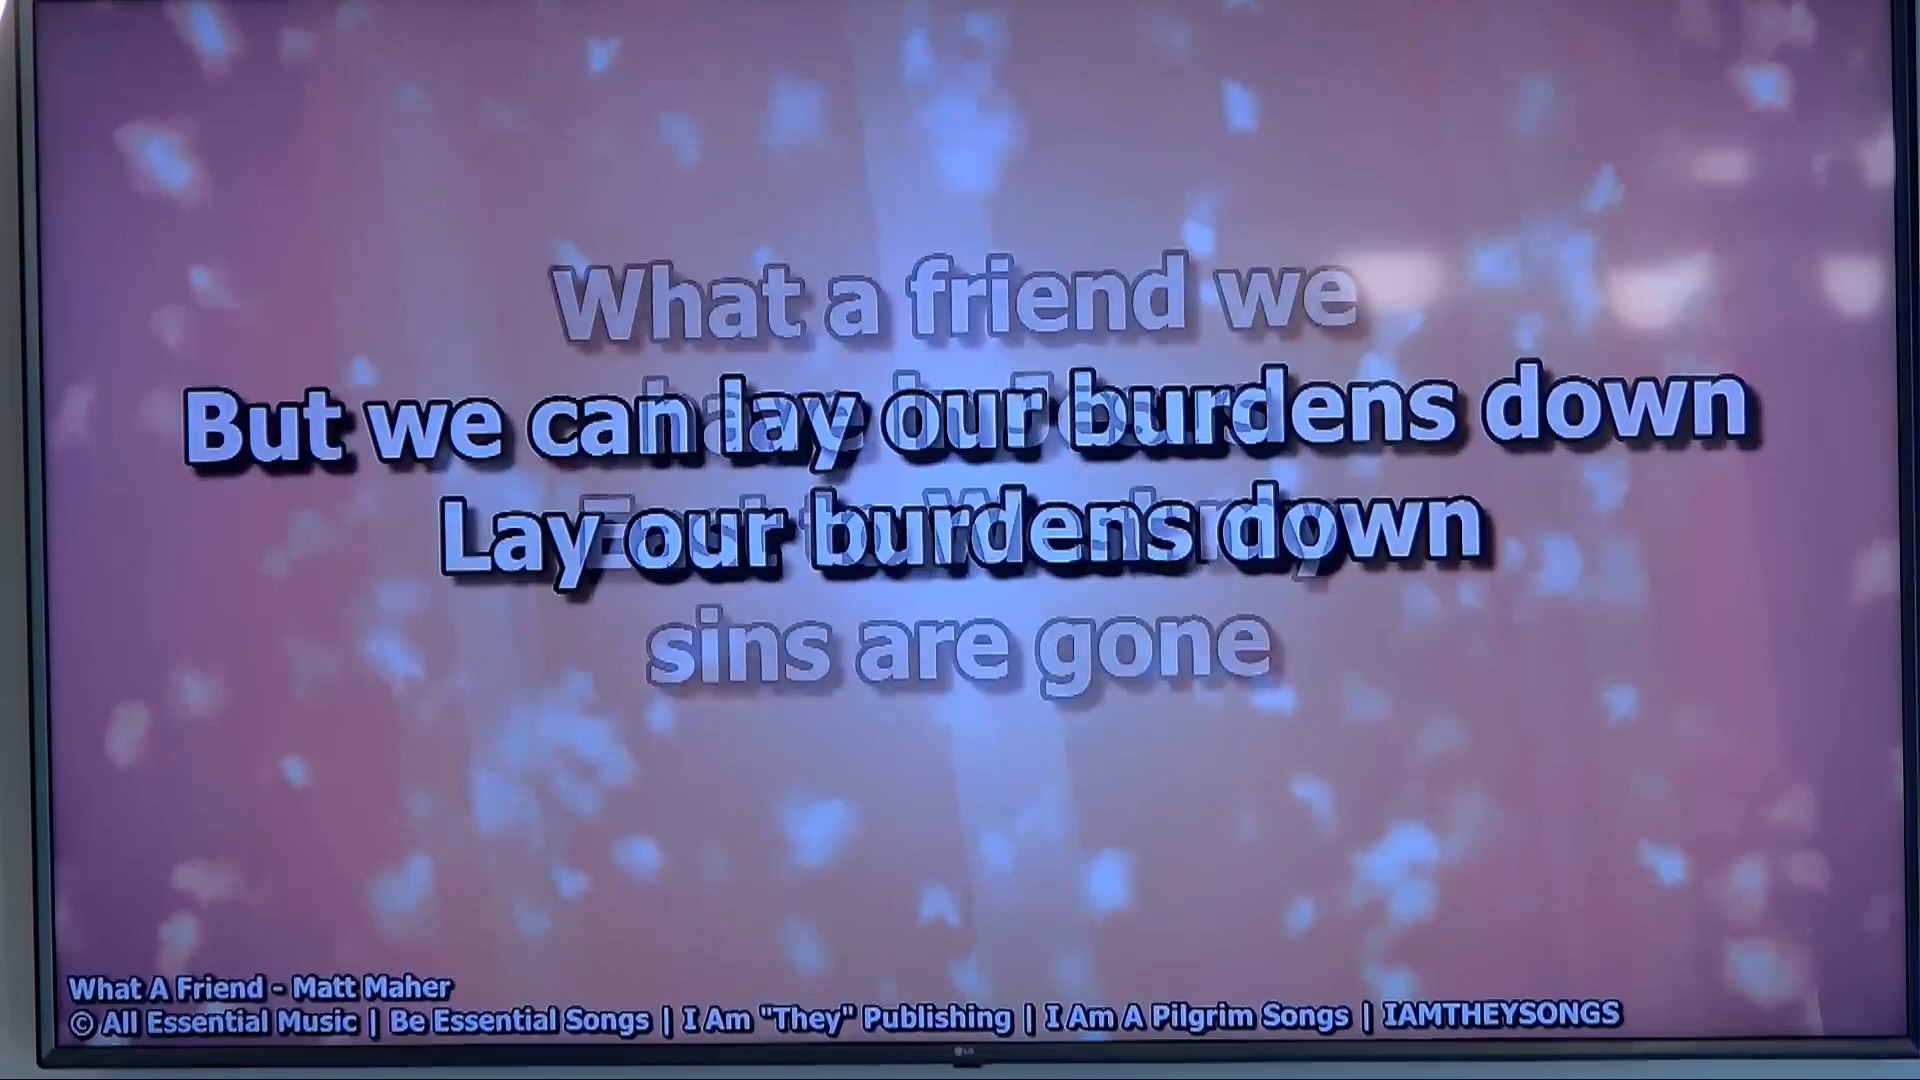 What a friend we
But we can lay our burdens down
Lay our burdens down
sins are gone
What A Friend - Matt Maher
© All Essential Music | Be Essential Songs | I Am "They" Publishing | I Am A Pilgrim Songs | IAMTHEYSONGS
LG